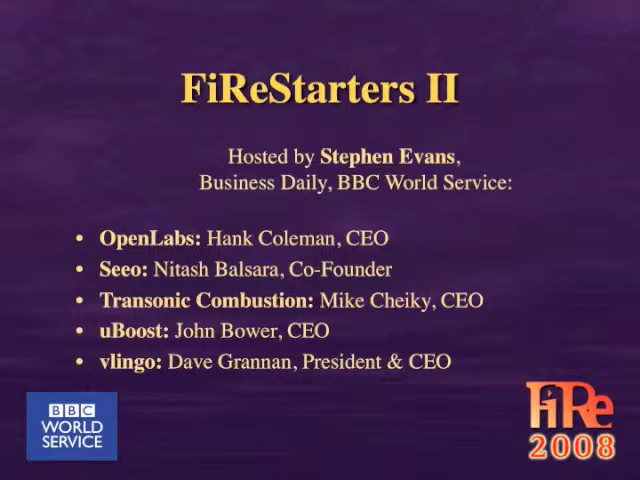 FiReStarters II
Hosted by Stephen Evans,
Business Daily, BBC World Service:
• OpenLabs: Hank Coleman, CEO
• Seeo: Nitash Balsara, Co-Founder
• Transonic Combustion: Mike Cheiky, CEO
• uBoost: John Bower, CEO
• vlingo: Dave Grannan, President & CEO
BBC
WORLD
SERVICE
FiRe
2008